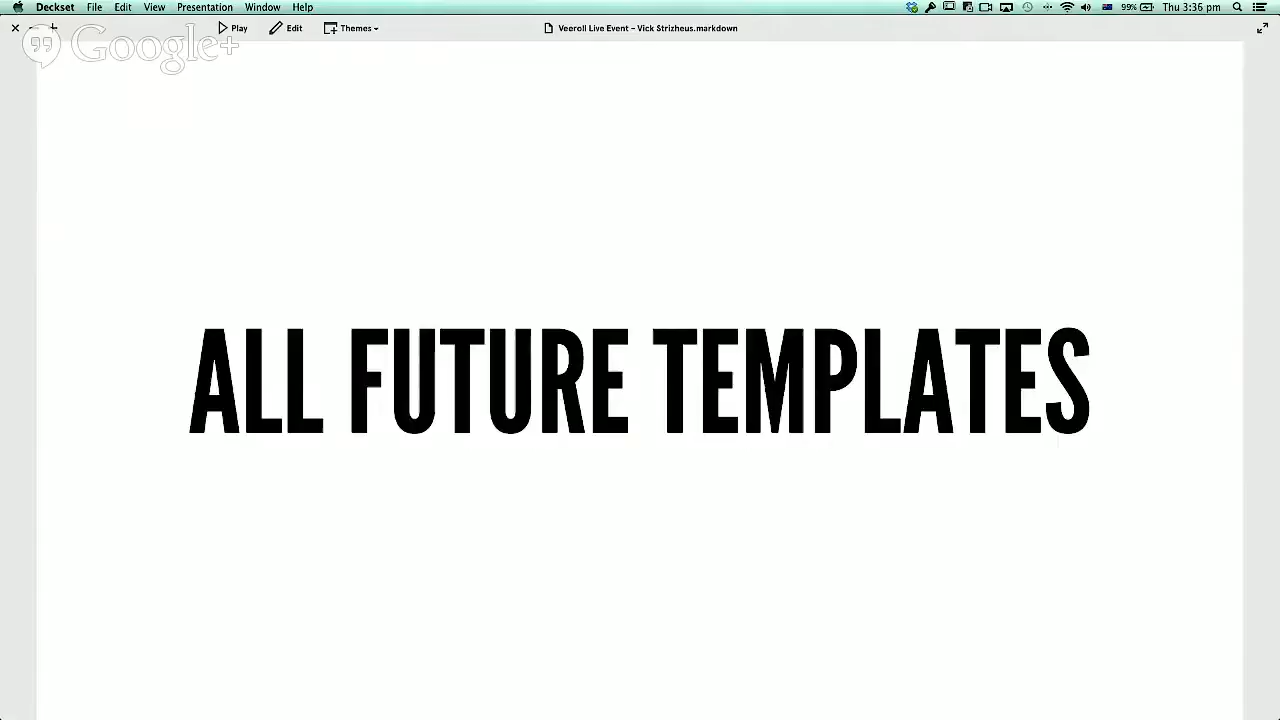 Deckset File Edit View Presentation Window Help 99% Thu 3:36 pm
Play Edit Themes Veeroll Live Event – Vick Strizheus.markdown
Google+
ALL FUTURE TEMPLATES